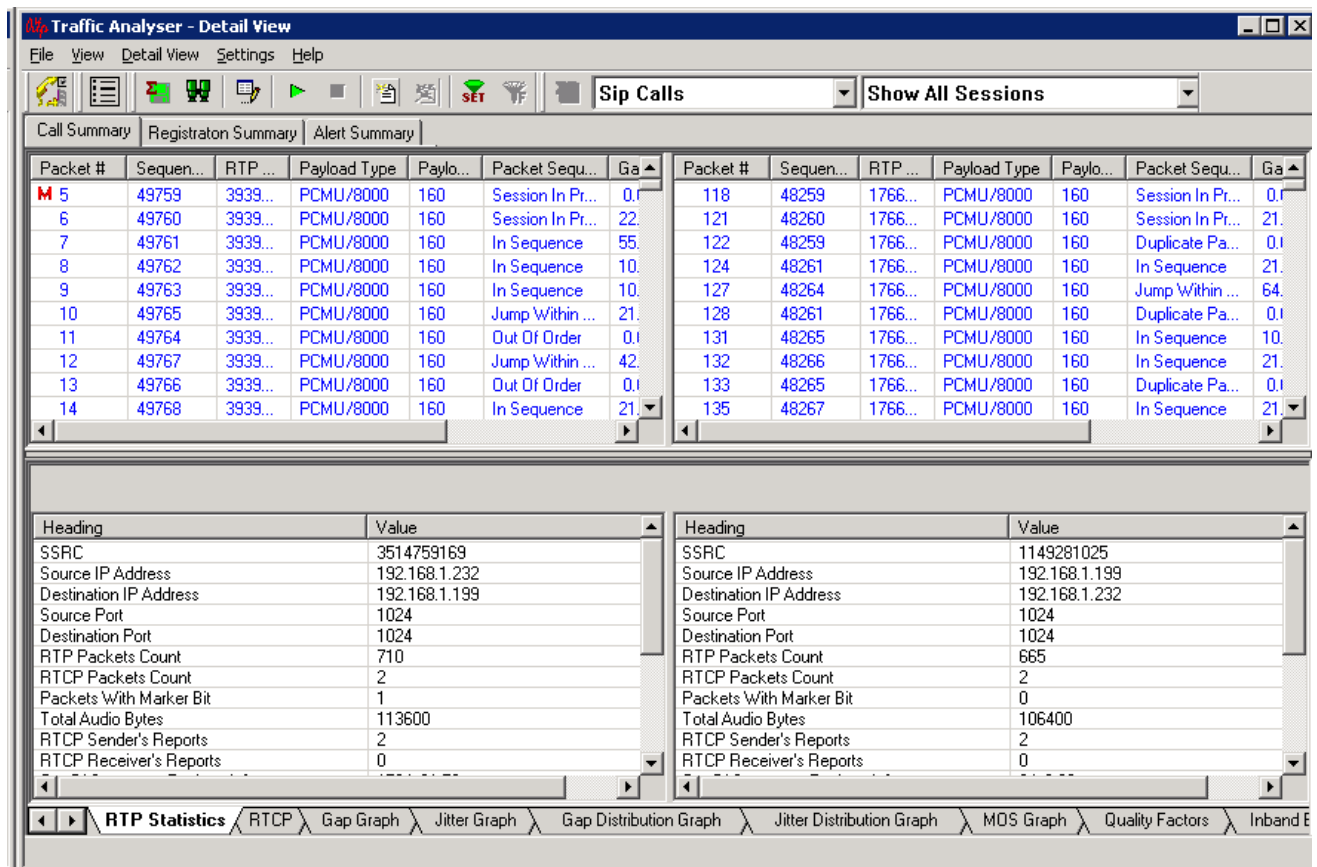 Traffic Analyser - Detail View
File View Detail View Settings Help
SET Sip Calls Show All Sessions
Call Summary Registraton Summary Alert Summary
Packet # Sequen... RTP ... Payload Type Paylo... Packet Sequ... Ga
M 5 49759 3939... PCMU/8000 160 Session In Pr... 0.
6 49760 3939... PCMU/8000 160 Session In Pr... 22.
7 49761 3939... PCMU/8000 160 In Sequence 55.
8 49762 3939... PCMU/8000 160 In Sequence 10.
9 49763 3939... PCMU/8000 160 In Sequence 10.
10 49765 3939... PCMU/8000 160 Jump Within ... 21.
11 49764 3939... PCMU/8000 160 Out Of Order 0.
12 49767 3939... PCMU/8000 160 Jump Within ... 42.
13 49766 3939... PCMU/8000 160 Out Of Order 0.
14 49768 3939... PCMU/8000 160 In Sequence 21.
Packet # Sequen... RTP ... Payload Type Paylo... Packet Sequ... Ga
118 48259 1766... PCMU/8000 160 Session In Pr... 0.
121 48260 1766... PCMU/8000 160 Session In Pr... 21.
122 48259 1766... PCMU/8000 160 Duplicate Pa... 0.
124 48261 1766... PCMU/8000 160 In Sequence 21.
127 48264 1766... PCMU/8000 160 Jump Within ... 64.
128 48261 1766... PCMU/8000 160 Duplicate Pa... 0.
131 48265 1766... PCMU/8000 160 In Sequence 10.
132 48266 1766... PCMU/8000 160 In Sequence 21.
133 48265 1766... PCMU/8000 160 Duplicate Pa... 0.
135 48267 1766... PCMU/8000 160 In Sequence 21.
Heading Value
SSRC 3514759169
Source IP Address 192.168.1.232
Destination IP Address 192.168.1.199
Source Port 1024
Destination Port 1024
RTP Packets Count 710
RTCP Packets Count 2
Packets With Marker Bit 1
Total Audio Bytes 113600
RTCP Sender's Reports 2
RTCP Receiver's Reports 0
Heading Value
SSRC 1149281025
Source IP Address 192.168.1.199
Destination IP Address 192.168.1.232
Source Port 1024
Destination Port 1024
RTP Packets Count 665
RTCP Packets Count 2
Packets With Marker Bit 0
Total Audio Bytes 106400
RTCP Sender's Reports 2
RTCP Receiver's Reports 0
RTP Statistics RTCP Gap Graph Jitter Graph Gap Distribution Graph Jitter Distribution Graph MOS Graph Quality Factors Inband